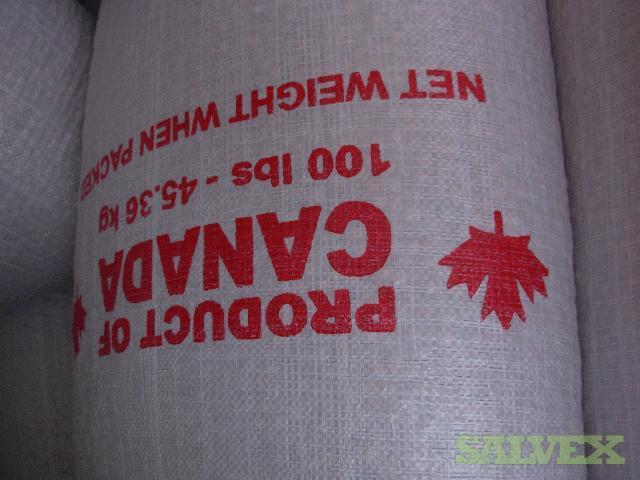 PRODUCT OF
CANADA
100 lbs - 45.36 kg
NET WEIGHT WHEN PACKED
SALVEX